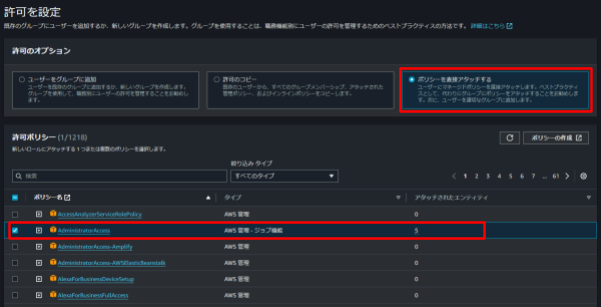 許可を設定
既存のグループにユーザーを追加するか、新しいグループを作成します。グループを使用することは、職務機能別にユーザーの許可を管理するためのベストプラクティスの方法です。 詳細はこちら
許可のオプション
ユーザーをグループに追加
既存のグループにユーザーを追加するか、新しいグループを作成します。グループを使用して、職務別にユーザーの許可を管理することをお勧めします。
許可のコピー
既存のユーザーから、すべてのグループメンバーシップ、アタッチされた管理ポリシー、およびインラインポリシーをコピーします。
ポリシーを直接アタッチする
ユーザーにマネージドポリシーを直接アタッチします。ベストプラクティスとして、代わりにグループにポリシーをアタッチすることをお勧めします。次に、ユーザーを適切なグループに追加します。
許可ポリシー (1/1218)
新しいロールにアタッチする 1 つまたは複数のポリシーを選択します。
ポリシーの作成
絞り込み タイプ
検索
すべてのタイプ
1 2 3 4 5 6 7 ... 61
ポリシー名 タイプ アタッチされたエンティティ
AccessAnalyzerServiceRolePolicy AWS 管理 0
AdministratorAccess AWS 管理 - ジョブ機能 5
AdministratorAccess-Amplify AWS 管理 0
AdministratorAccess-AWSElasticBeanstalk AWS 管理 0
AlexaForBusinessDeviceSetup AWS 管理 0
AlexaForBusinessFullAccess AWS 管理 0